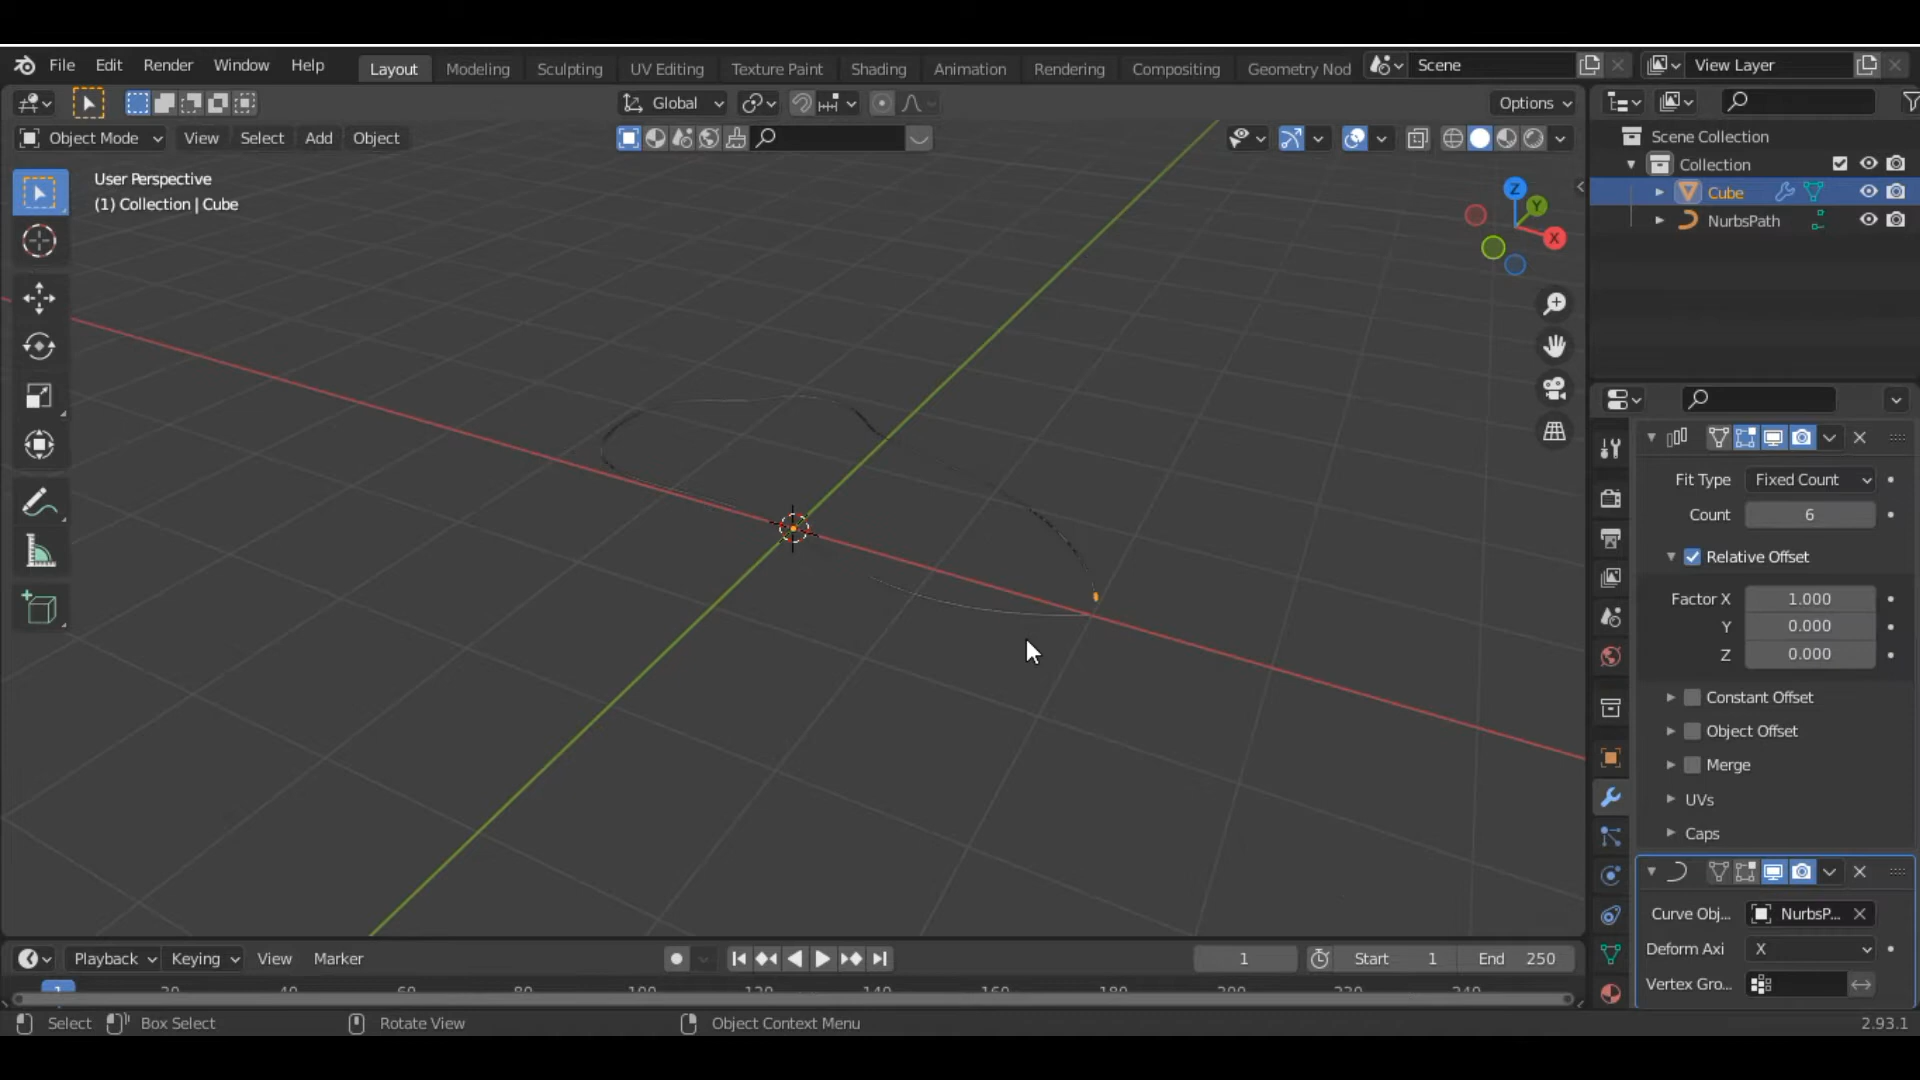 File Edit Render Window Help Layout Modeling Sculpting UV Editing Texture Paint Shading Animation Rendering Compositing Geometry Nod Scene View Layer
Global Options
Object Mode View Select Add Object
User Perspective
(1) Collection | Cube
Z
Y
X
Scene Collection
Collection
Cube
NurbsPath
Fit Type Fixed Count
Count 6
Relative Offset
Factor X 1.000
Y 0.000
Z 0.000
Constant Offset
Object Offset
Merge
UVs
Caps
Curve Obj... NursbP...
Deform Axi X
Vertex Gro...
Playback Keying View Marker 1 Start 1 End 250
1
Select Box Select Rotate View Object Context Menu 2.93.1